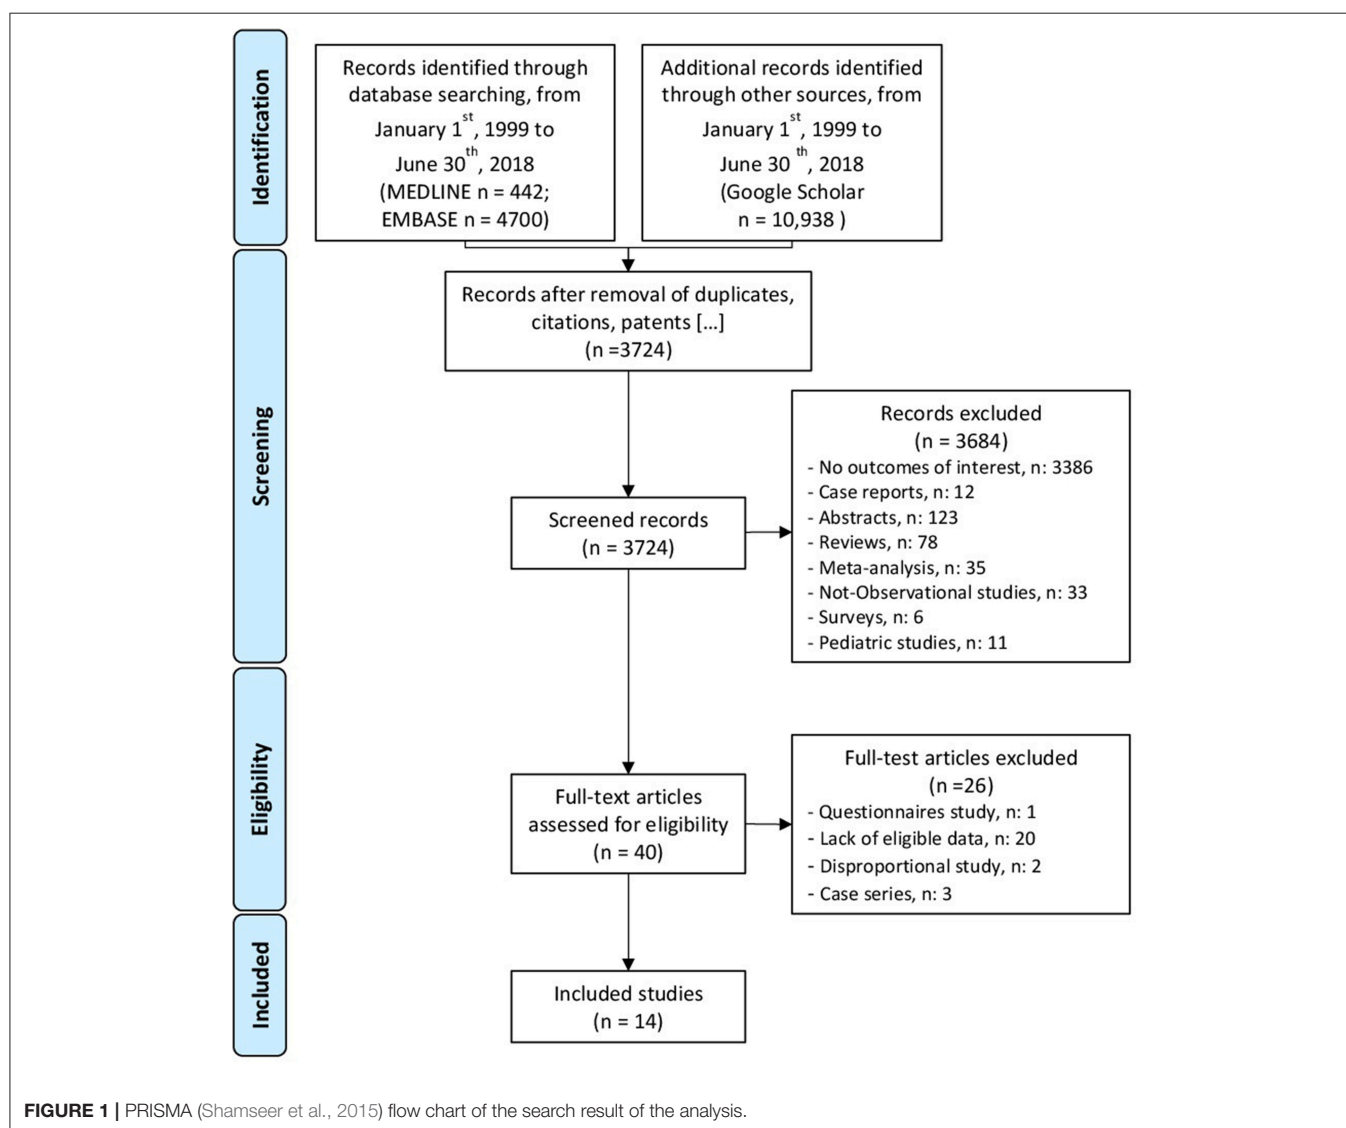 Identification
Records identified through
database searching, from
January 1st, 1999 to
June 30th, 2018
(MEDLINE n = 442;
EMBASE n = 4700)
Additional records identified
through other sources, from
January 1st, 1999 to
June 30 th, 2018
(Google Scholar
n = 10,938 )
Screening
Records after removal of duplicates,
citations, patents [...]
(n =3724)
Screened records
(n = 3724)
Records excluded
(n = 3684)
- No outcomes of interest, n: 3386
- Case reports, n: 12
- Abstracts, n: 123
- Reviews, n: 78
- Meta-analysis, n: 35
- Not-Observational studies, n: 33
- Surveys, n: 6
- Pediatric studies, n: 11
Eligibility
Full-text articles
assessed for eligibility
(n = 40)
Full-test articles excluded
(n =26)
- Questionnaires study, n: 1
- Lack of eligible data, n: 20
- Disproportional study, n: 2
- Case series, n: 3
Included
Included studies
(n = 14)
FIGURE 1 | PRISMA (Shamseer et al., 2015) flow chart of the search result of the analysis.